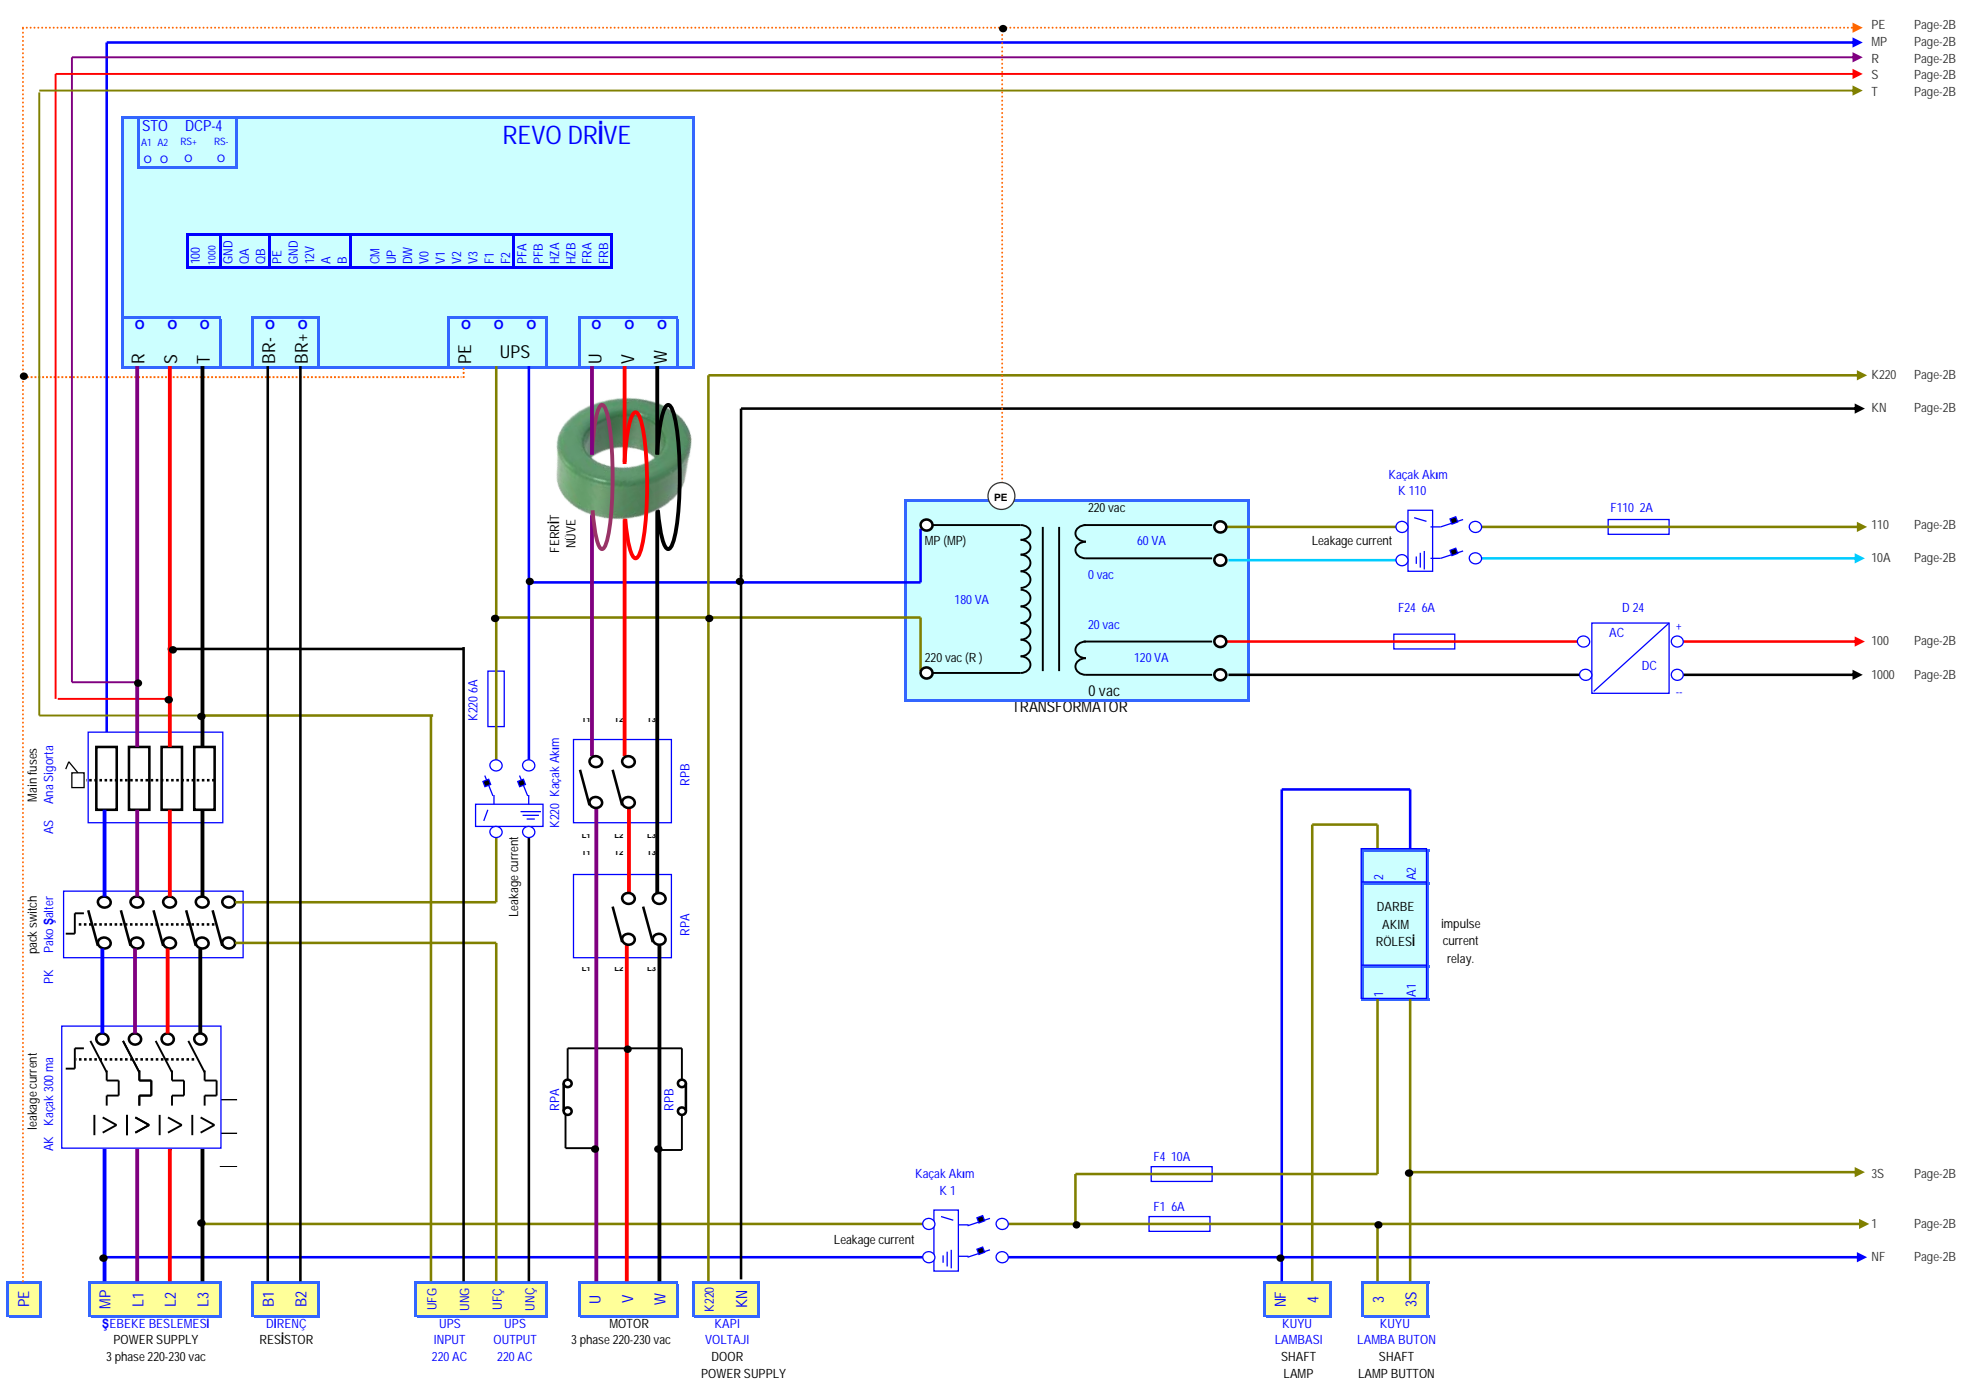 PE Page-2B
MP Page-2B
R Page-2B
S Page-2B
T Page-2B
STO DCP-4
A1 A2 RS+ RS-
REVO DRİVE
100 1000 GND QA QB PE GND 12V A B CM UP DW V0 V1 V2 V3 F1 F2 PFA PFB HZA HZB FRA FRB
R S T BR- BR+ PE UPS U V W
K220 Page-2B
KN Page-2B
FERRİT
NÜVE
PE
220 vac
MP (MP)
60 VA
0 vac
180 VA
20 vac
220 vac (R )
120 VA
0 vac
TRANSFORMATOR
Kaçak Akım
K 110
Leakage current
F110 2A
110 Page-2B
10A Page-2B
F24 6A
D 24
AC
DC
+
--
100 Page-2B
1000 Page-2B
K220 6A
K220 Kaçak Akım
Leakage current
Main fuses
AS Ana Sigorta
pack switch
PK Pako Şalter
leakage current
AK Kaçak 300 ma
RPB
RPA
RPA
RPB
2 A2
DARBE
AKIM
RÖLESİ
1 A1
impulse
current
relay.
Kaçak Akım
K 1
Leakage current
F4 10A
F1 6A
3S Page-2B
1 Page-2B
NF Page-2B
PE
MP L1 L2 L3
ŞEBEKE BESLEMESİ
POWER SUPPLY
3 phase 220-230 vac
B1 B2
DİRENÇ
RESİSTOR
UFG UNG UFÇ UNÇ
UPS
INPUT
220 AC
UPS
OUTPUT
220 AC
U V W
MOTOR
3 phase 220-230 vac
K220 KN
KAPI
VOLTAJI
DOOR
POWER SUPPLY
NF 4
KUYU
LAMBASI
SHAFT
LAMP
3 3S
KUYU
LAMBA BUTON
SHAFT
LAMP BUTTON